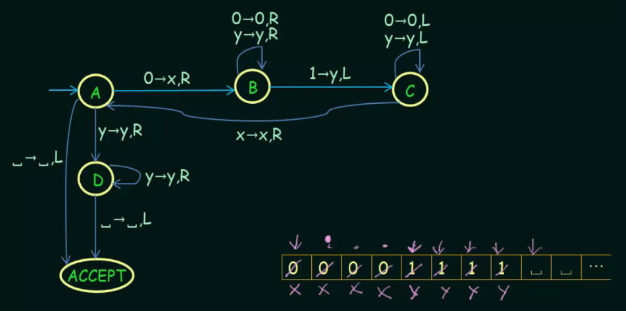 0→0,R
y→y,R
0→0,L
y→y,L
A
0→x,R
B
1→y,L
C
x→x,R
y→y,R
␣→␣,L
D
y→y,R
␣→␣,L
ACCEPT
0 0 0 0 1 1 1 1 ␣ ␣ ...
x x x x y y y y